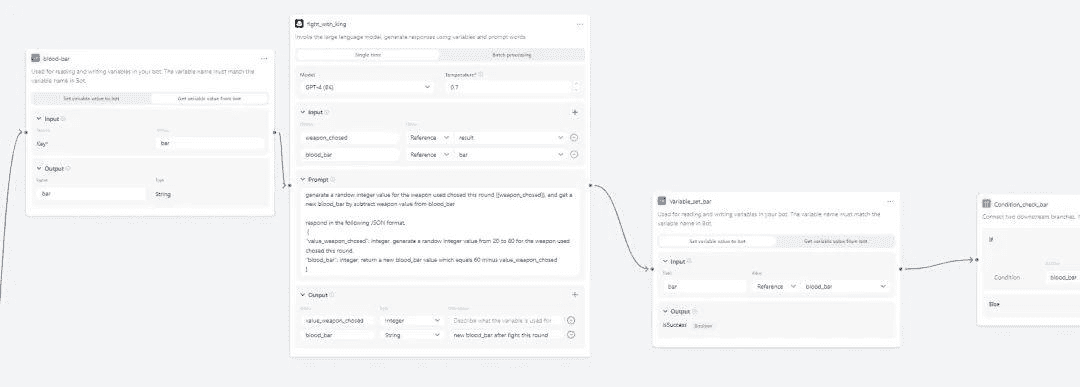 blood-bar
Used for reading and writing variables in your bot. The variable name must match the
variable name in Bot.
Set variable value to bot
Get variable value from bot
Input
Value
Key*
bar
Output
Name
Type
bar
String
fight_with_king
Invoke the large language model, generate responses using variables and prompt words
Single time
Batch processing
Model
Temperature*
GPT-4 (8k)
0.7
Input
weapon_chosed
Reference
result
blood_bar
Reference
bar
Prompt
generate a randow integer value for the weapon used chosed this round {{weapon_chosed}}, and get a
new blood_bar by subtract weapon value from blood_bar
respond in the following JSON format.
{
"value_weapon_chosed": integer. generate a randow integer value from 20 to 80 for the weapon used
chosed this round.
"blood_bar": integer. return a new blood_bar value which equals 60 minus value_weapon_chosed
}
Output
value_weapon_chosed
Integer
Describe what the variable is used for
blood_bar
String
new blood_bar after fight this round
Variable_set_bar
Used for reading and writing variables in your bot. The variable name must match the
variable name in Bot.
Set variable value to bot
Get variable value from bot
Input
Value
bar
Reference
blood_bar
Output
isSuccess
Boolean
Condition_check_bar
Connect two downstream branches.
If
Condition
blood_bar
Else